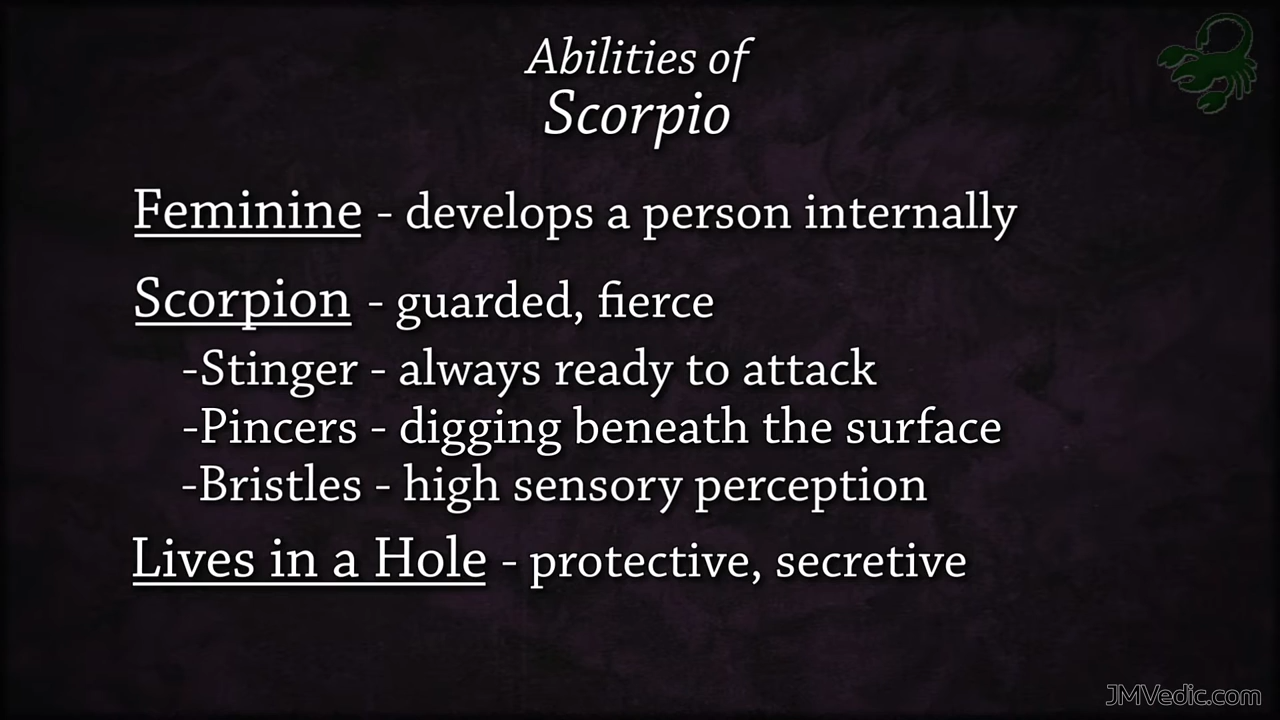 Abilities of
Scorpio
Feminine - develops a person internally
Scorpion - guarded, fierce
-Stinger - always ready to attack
-Pincers - digging beneath the surface
-Bristles - high sensory perception
Lives in a Hole - protective, secretive
JMVedic.com